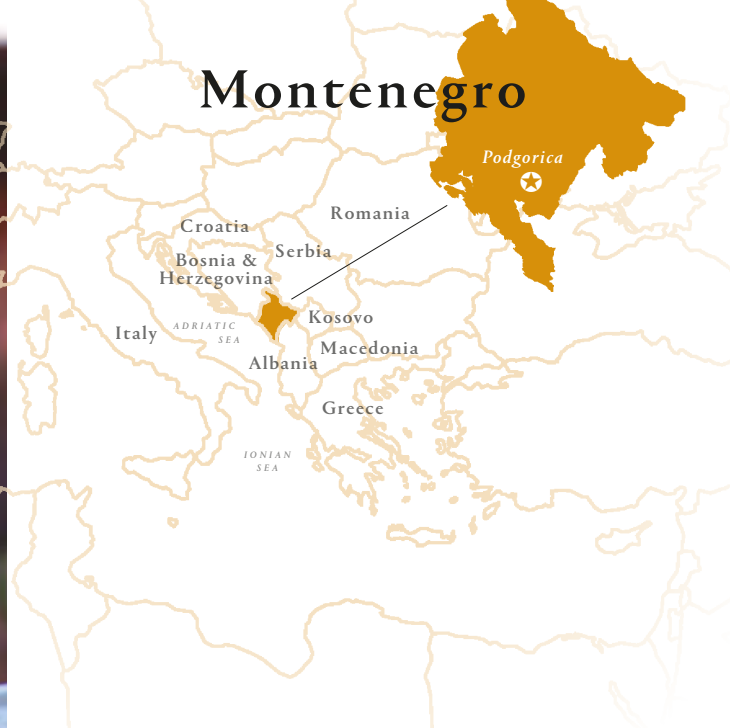 Montenegro
Podgorica
Romania
Croatia
Serbia
Bosnia &
Herzegovina
Kosovo
ADRIATIC
SEA
Italy
Macedonia
Albania
Greece
IONIAN
SEA